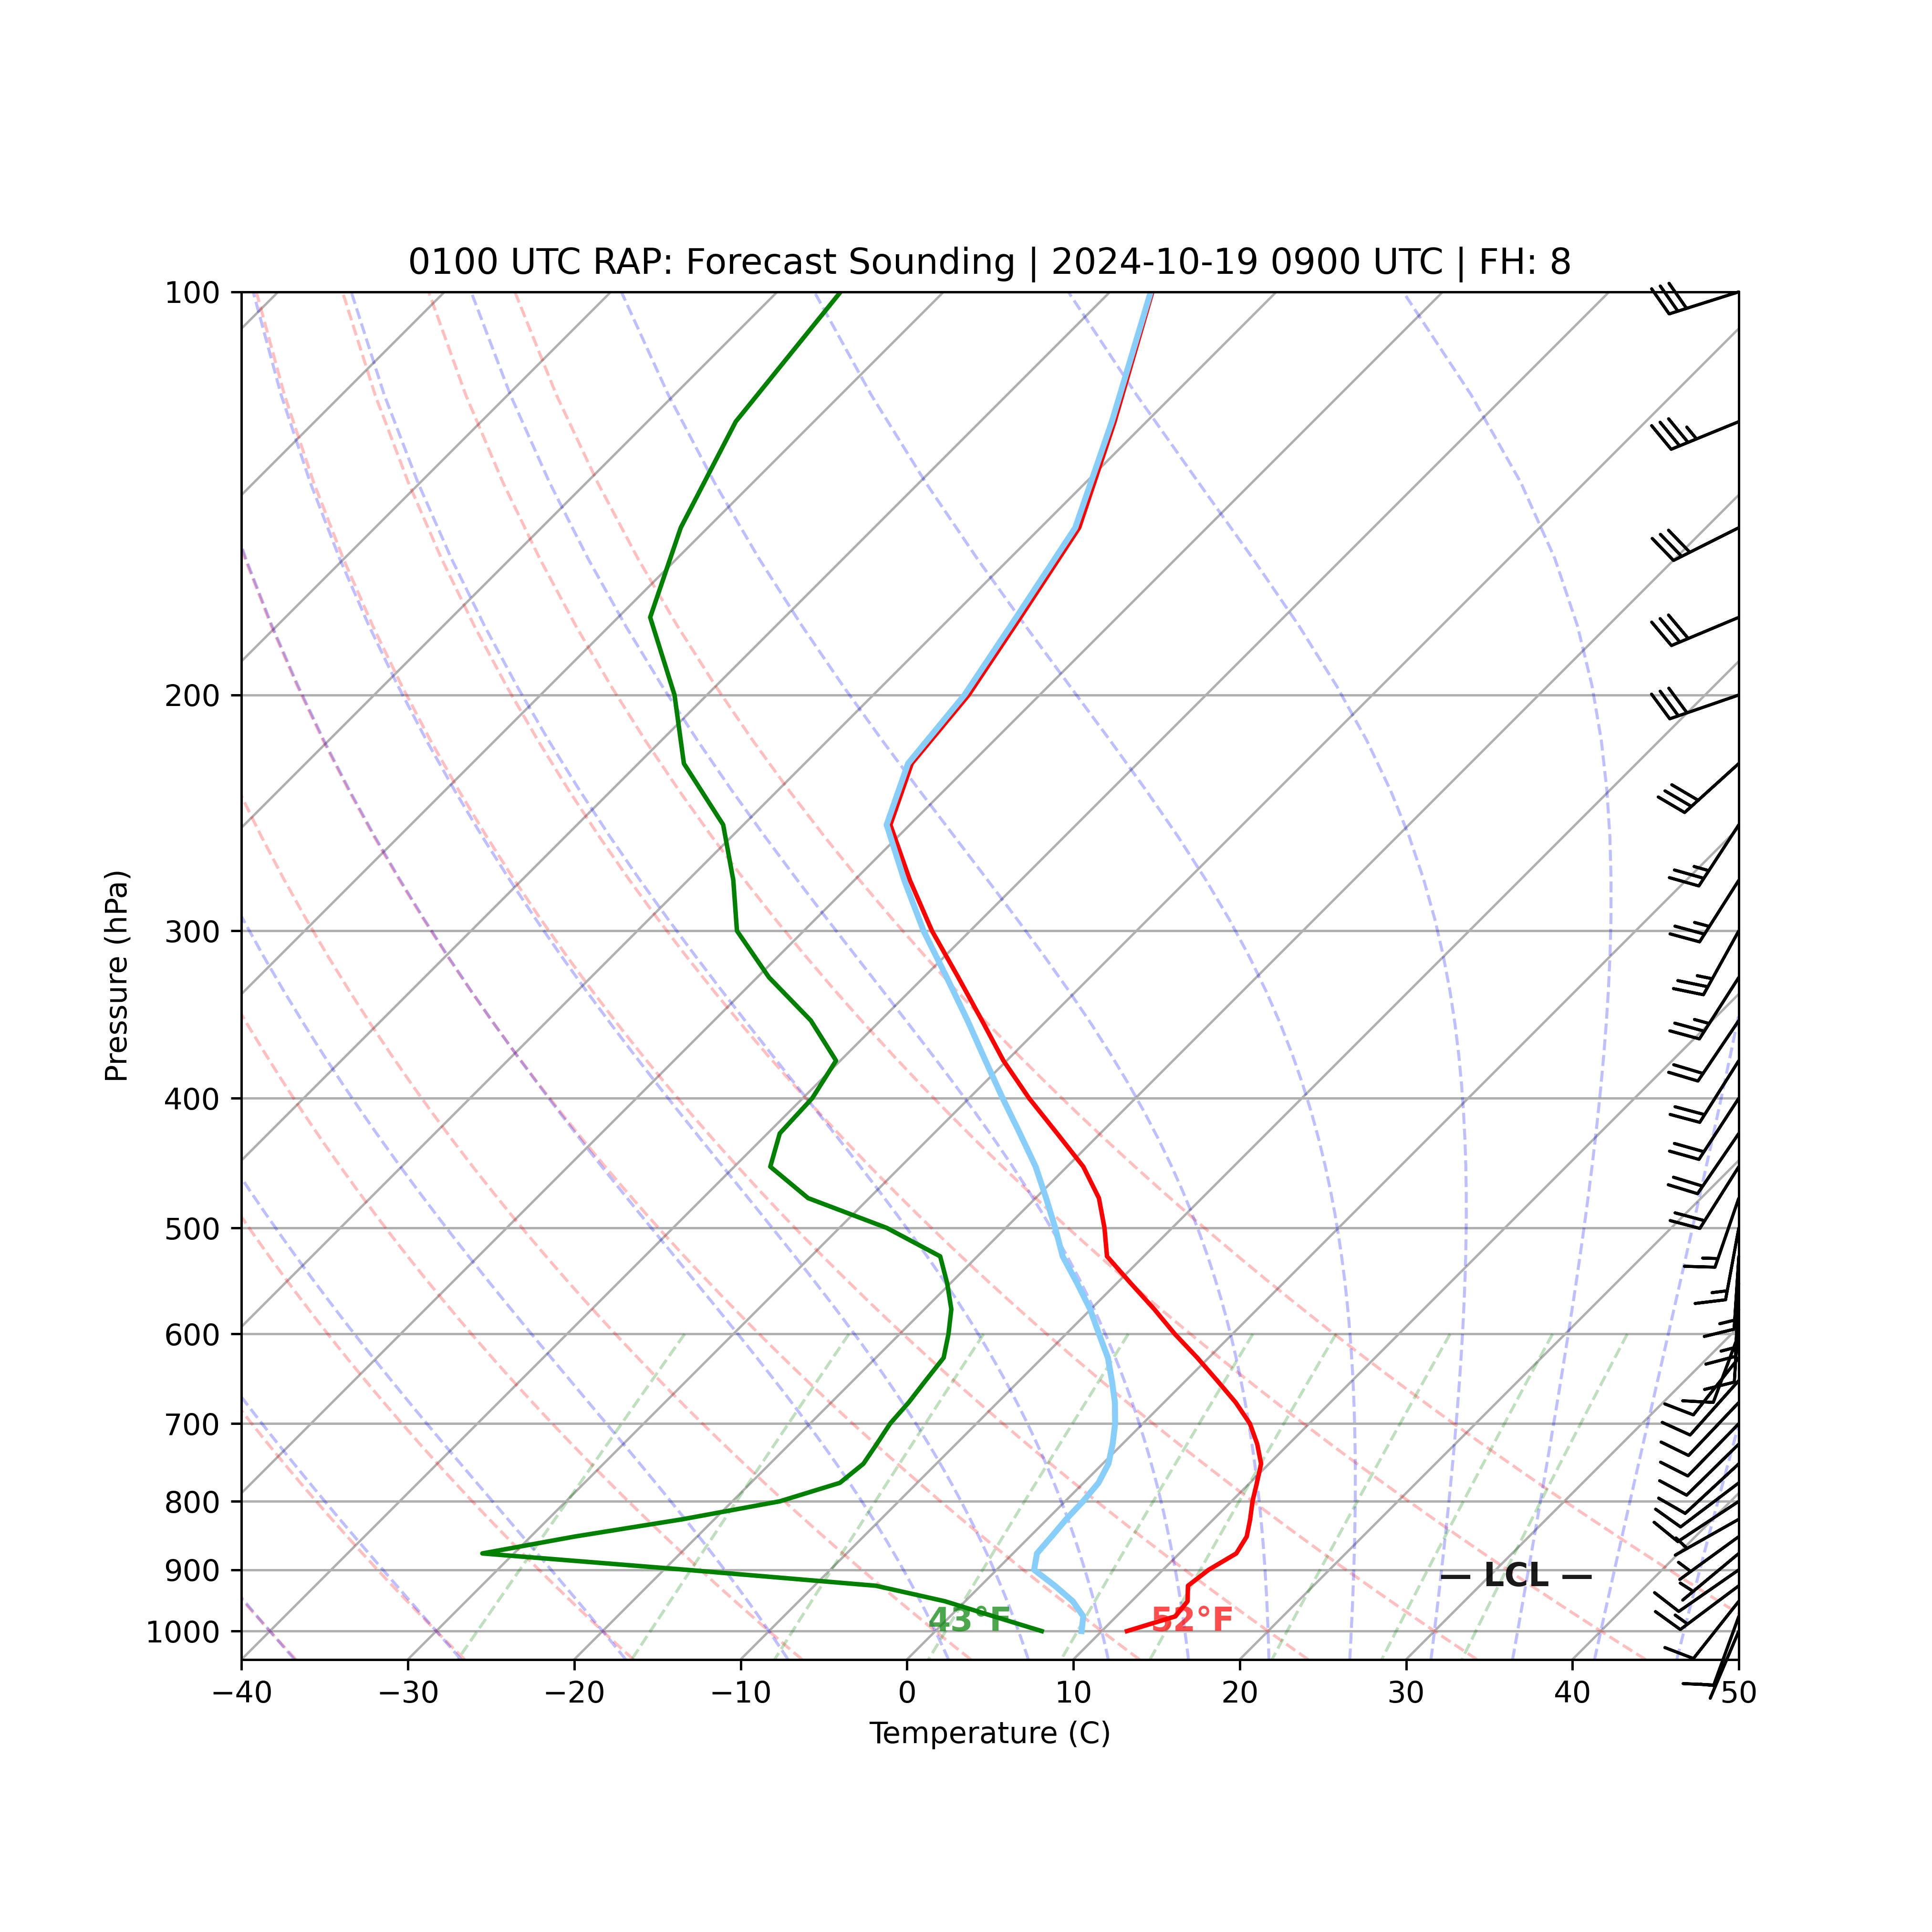 0100 UTC RAP: Forecast Sounding | 2024-10-19 0900 UTC | FH: 8
100
200
300
400
500
600
700
800
900
1000
Pressure (hPa)
— LCL —
43°F
52°F
−40 −30 −20 −10 0 10 20 30 40 50
Temperature (C)